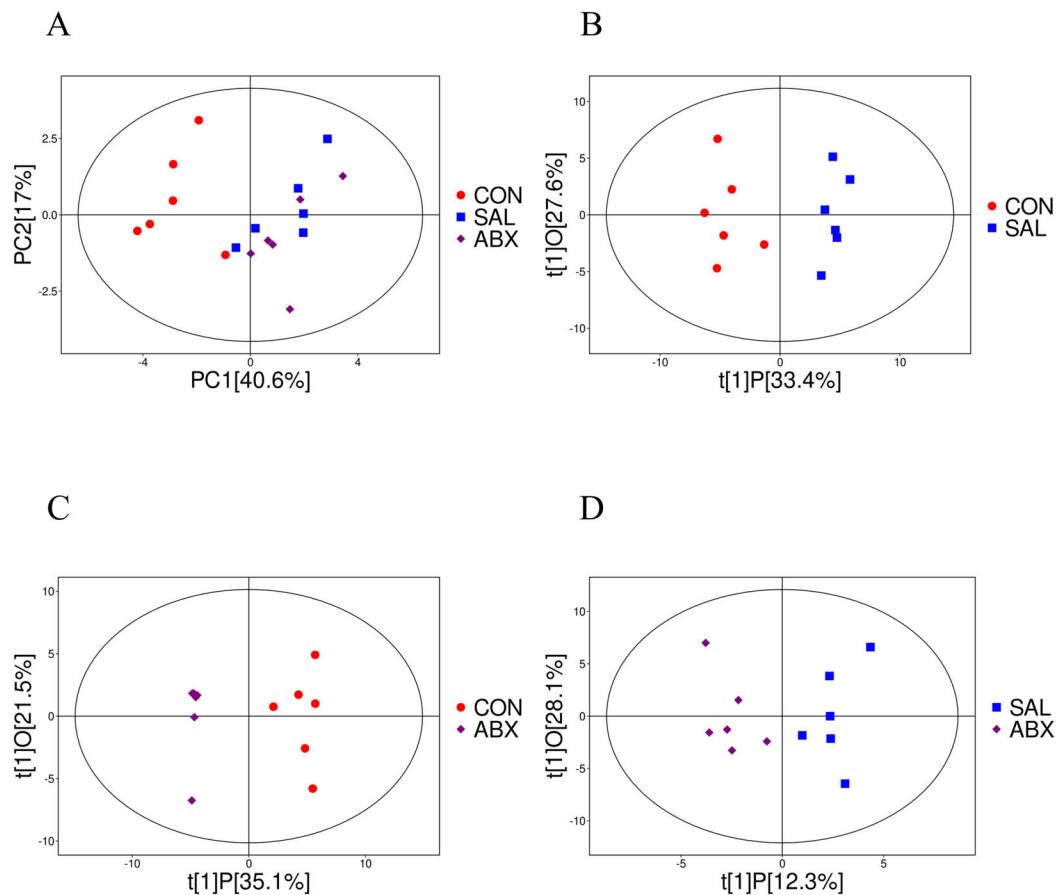 A
PC2[17%]
2.5
0.0
-2.5
-4
0
4
PC1[40.6%]
CON
SAL
ABX
B
t[1]O[27.6%]
10
5
0
-5
-10
-10
0
10
t[1]P[33.4%]
CON
SAL
C
t[1]O[21.5%]
10
5
0
-5
-10
-10
0
10
t[1]P[35.1%]
CON
ABX
D
t[1]O[28.1%]
10
5
0
-5
-10
-5
0
5
t[1]P[12.3%]
SAL
ABX